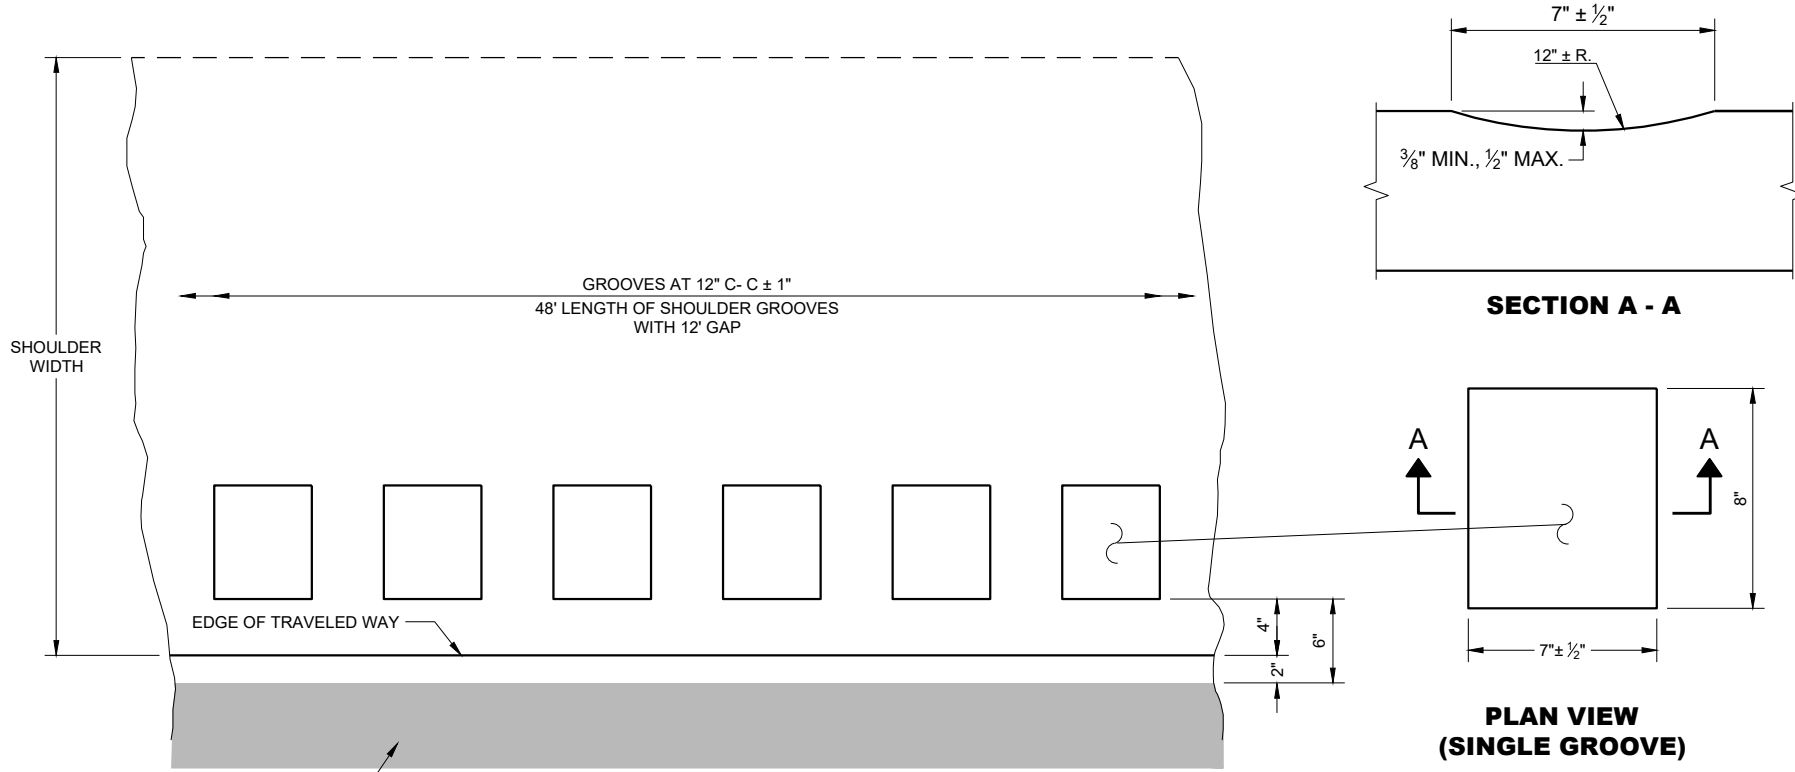 7" ± ½"
12" ± R.
⅜" MIN., ½" MAX.
SECTION A - A
GROOVES AT 12" C- C ± 1"
48' LENGTH OF SHOULDER GROOVES
WITH 12' GAP
SHOULDER
WIDTH
A
A
8"
EDGE OF TRAVELED WAY
4"
6"
2"
7"± ½"
PLAN VIEW
(SINGLE GROOVE)